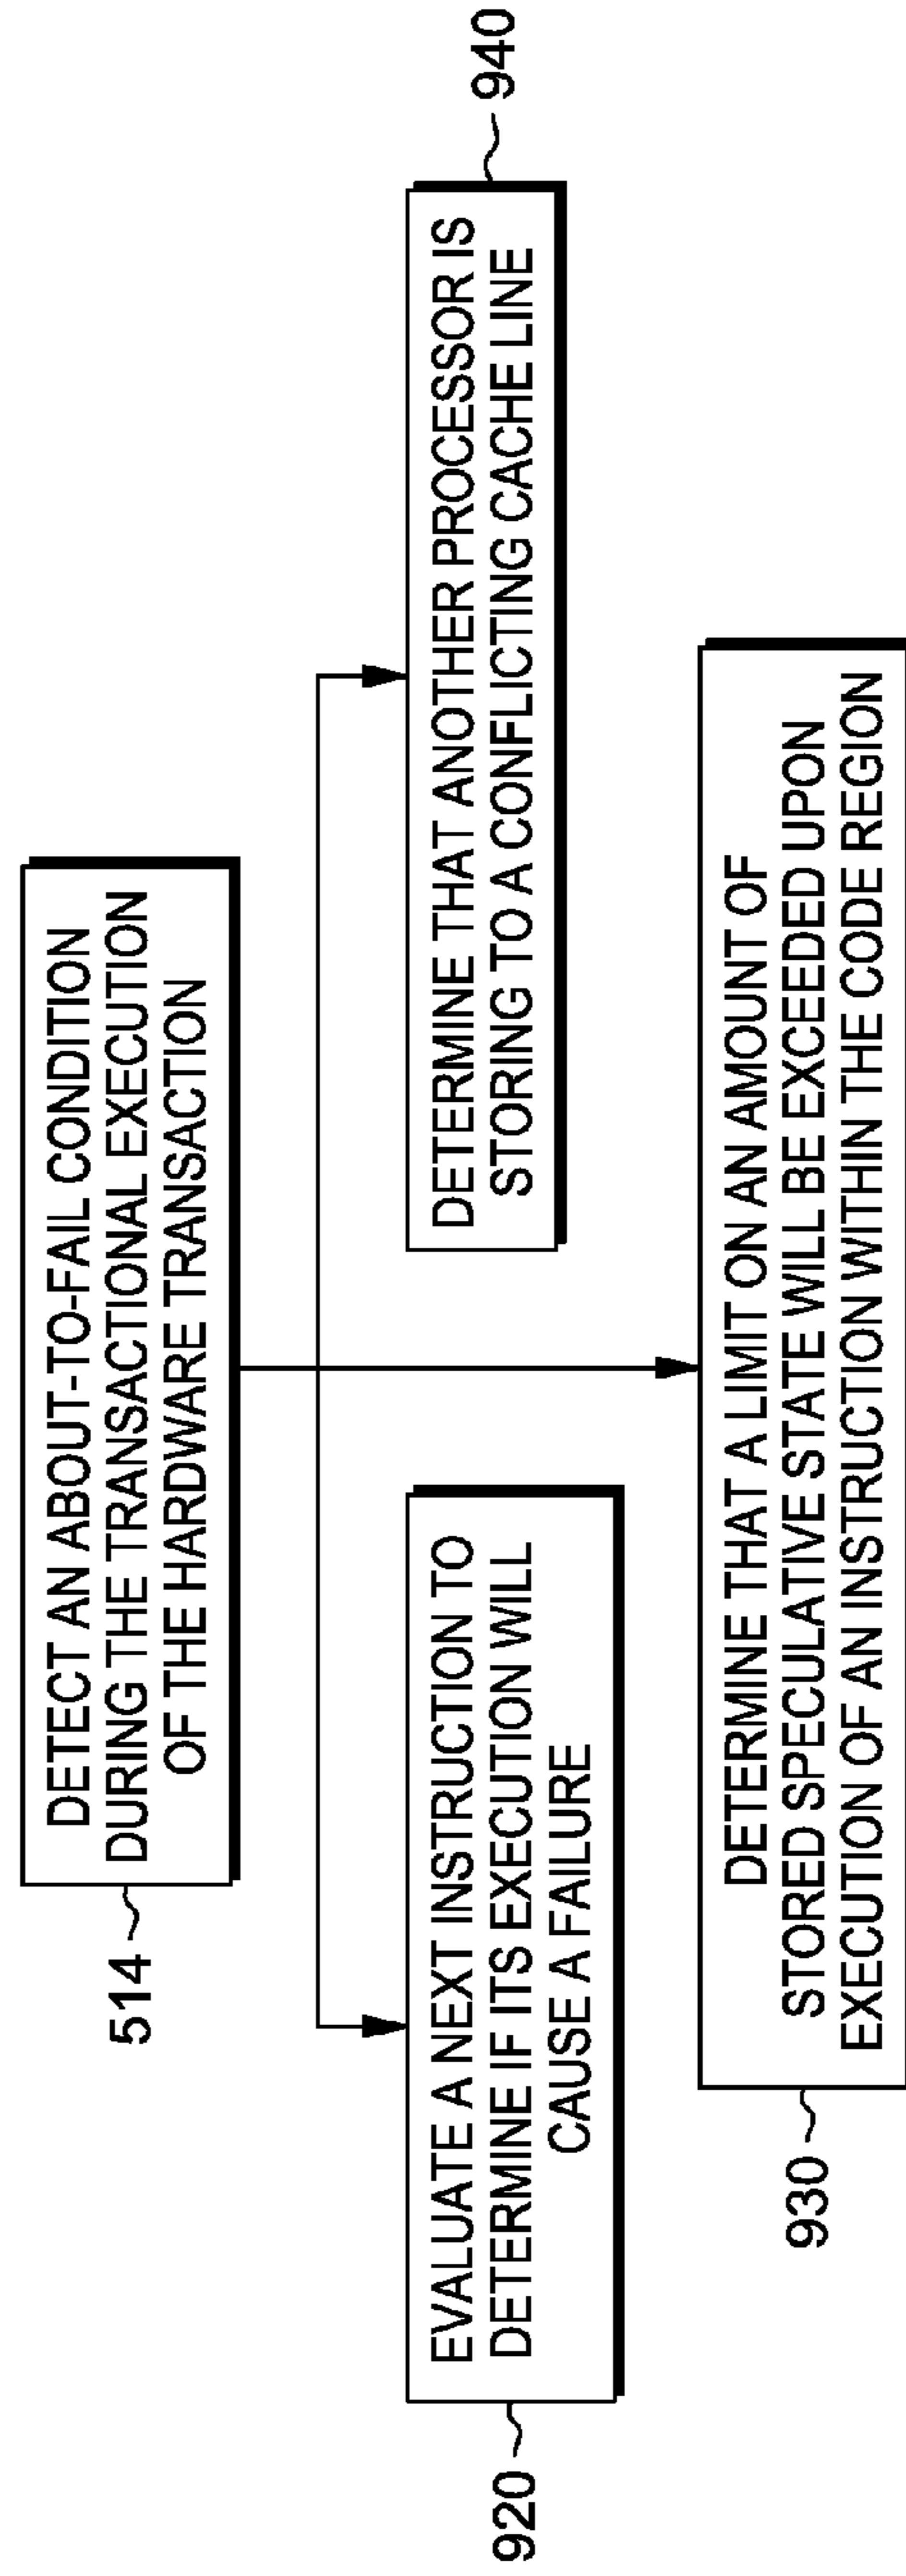 514
DETECT AN ABOUT-TO-FAIL CONDITION
DURING THE TRANSACTIONAL EXECUTION
OF THE HARDWARE TRANSACTION
920
EVALUATE A NEXT INSTRUCTION TO
DETERMINE IF ITS EXECUTION WILL
CAUSE A FAILURE
DETERMINE THAT ANOTHER PROCESSOR IS
STORING TO A CONFLICTING CACHE LINE
940
930
DETERMINE THAT A LIMIT ON AN AMOUNT OF
STORED SPECULATIVE STATE WILL BE EXCEEDED UPON
EXECUTION OF AN INSTRUCTION WITHIN THE CODE REGION